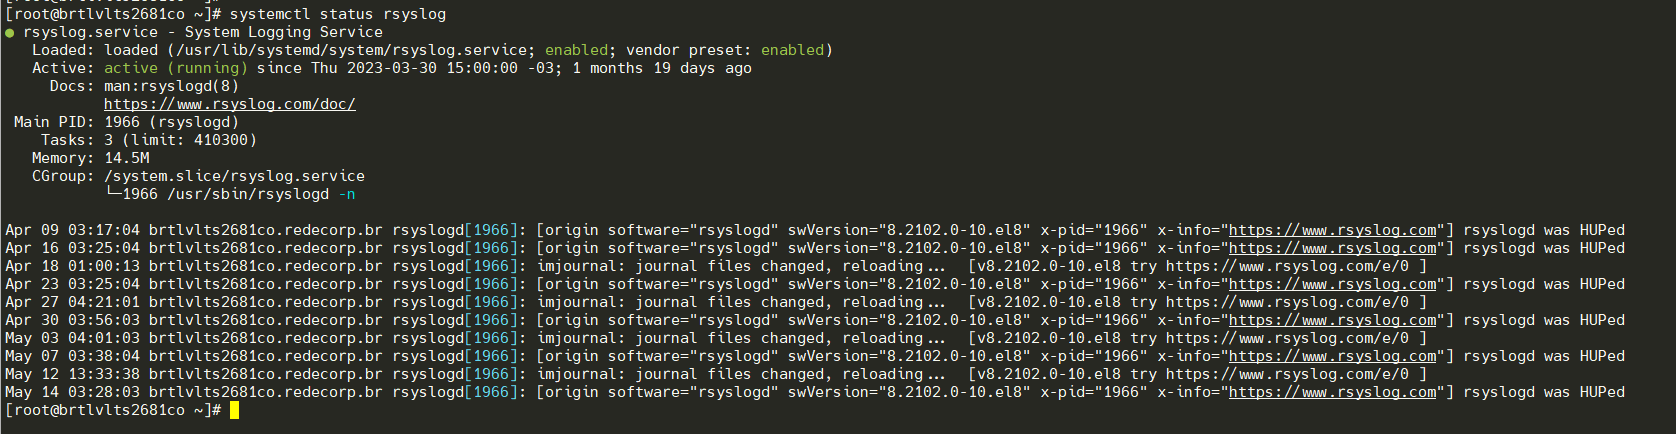 [root@brtlvlts2681co ~]# systemctl status rsyslog
● rsyslog.service - System Logging Service
   Loaded: loaded (/usr/lib/systemd/system/rsyslog.service; enabled; vendor preset: enabled)
   Active: active (running) since Thu 2023-03-30 15:00:00 -03; 1 months 19 days ago
     Docs: man:rsyslogd(8)
           https://www.rsyslog.com/doc/
 Main PID: 1966 (rsyslogd)
    Tasks: 3 (limit: 410300)
   Memory: 14.5M
   CGroup: /system.slice/rsyslog.service
           └─1966 /usr/sbin/rsyslogd -n
Apr 09 03:17:04 brtlvlts2681co.redecorp.br rsyslogd[1966]: [origin software="rsyslogd" swVersion="8.2102.0-10.el8" x-pid="1966" x-info="https://www.rsyslog.com"] rsyslogd was HUPed
Apr 16 03:25:04 brtlvlts2681co.redecorp.br rsyslogd[1966]: [origin software="rsyslogd" swVersion="8.2102.0-10.el8" x-pid="1966" x-info="https://www.rsyslog.com"] rsyslogd was HUPed
Apr 18 01:00:13 brtlvlts2681co.redecorp.br rsyslogd[1966]: imjournal: journal files changed, reloading...  [v8.2102.0-10.el8 try https://www.rsyslog.com/e/0 ]
Apr 23 03:25:04 brtlvlts2681co.redecorp.br rsyslogd[1966]: [origin software="rsyslogd" swVersion="8.2102.0-10.el8" x-pid="1966" x-info="https://www.rsyslog.com"] rsyslogd was HUPed
Apr 27 04:21:01 brtlvlts2681co.redecorp.br rsyslogd[1966]: imjournal: journal files changed, reloading...  [v8.2102.0-10.el8 try https://www.rsyslog.com/e/0 ]
Apr 30 03:56:03 brtlvlts2681co.redecorp.br rsyslogd[1966]: [origin software="rsyslogd" swVersion="8.2102.0-10.el8" x-pid="1966" x-info="https://www.rsyslog.com"] rsyslogd was HUPed
May 03 04:01:03 brtlvlts2681co.redecorp.br rsyslogd[1966]: imjournal: journal files changed, reloading...  [v8.2102.0-10.el8 try https://www.rsyslog.com/e/0 ]
May 07 03:38:04 brtlvlts2681co.redecorp.br rsyslogd[1966]: [origin software="rsyslogd" swVersion="8.2102.0-10.el8" x-pid="1966" x-info="https://www.rsyslog.com"] rsyslogd was HUPed
May 12 13:33:38 brtlvlts2681co.redecorp.br rsyslogd[1966]: imjournal: journal files changed, reloading...  [v8.2102.0-10.el8 try https://www.rsyslog.com/e/0 ]
May 14 03:28:03 brtlvlts2681co.redecorp.br rsyslogd[1966]: [origin software="rsyslogd" swVersion="8.2102.0-10.el8" x-pid="1966" x-info="https://www.rsyslog.com"] rsyslogd was HUPed
[root@brtlvlts2681co ~]#